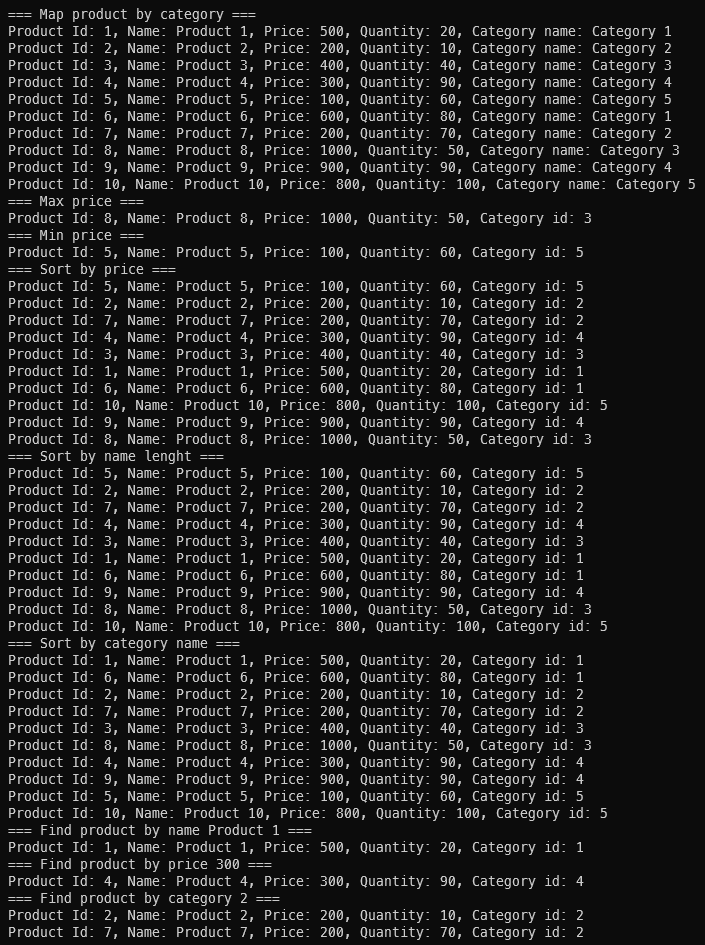 === Map product by category ===
Product Id: 1, Name: Product 1, Price: 500, Quantity: 20, Category name: Category 1
Product Id: 2, Name: Product 2, Price: 200, Quantity: 10, Category name: Category 2
Product Id: 3, Name: Product 3, Price: 400, Quantity: 40, Category name: Category 3
Product Id: 4, Name: Product 4, Price: 300, Quantity: 90, Category name: Category 4
Product Id: 5, Name: Product 5, Price: 100, Quantity: 60, Category name: Category 5
Product Id: 6, Name: Product 6, Price: 600, Quantity: 80, Category name: Category 1
Product Id: 7, Name: Product 7, Price: 200, Quantity: 70, Category name: Category 2
Product Id: 8, Name: Product 8, Price: 1000, Quantity: 50, Category name: Category 3
Product Id: 9, Name: Product 9, Price: 900, Quantity: 90, Category name: Category 4
Product Id: 10, Name: Product 10, Price: 800, Quantity: 100, Category name: Category 5
=== Max price ===
Product Id: 8, Name: Product 8, Price: 1000, Quantity: 50, Category id: 3
=== Min price ===
Product Id: 5, Name: Product 5, Price: 100, Quantity: 60, Category id: 5
=== Sort by price ===
Product Id: 5, Name: Product 5, Price: 100, Quantity: 60, Category id: 5
Product Id: 2, Name: Product 2, Price: 200, Quantity: 10, Category id: 2
Product Id: 7, Name: Product 7, Price: 200, Quantity: 70, Category id: 2
Product Id: 4, Name: Product 4, Price: 300, Quantity: 90, Category id: 4
Product Id: 3, Name: Product 3, Price: 400, Quantity: 40, Category id: 3
Product Id: 1, Name: Product 1, Price: 500, Quantity: 20, Category id: 1
Product Id: 6, Name: Product 6, Price: 600, Quantity: 80, Category id: 1
Product Id: 10, Name: Product 10, Price: 800, Quantity: 100, Category id: 5
Product Id: 9, Name: Product 9, Price: 900, Quantity: 90, Category id: 4
Product Id: 8, Name: Product 8, Price: 1000, Quantity: 50, Category id: 3
=== Sort by name lenght ===
Product Id: 5, Name: Product 5, Price: 100, Quantity: 60, Category id: 5
Product Id: 2, Name: Product 2, Price: 200, Quantity: 10, Category id: 2
Product Id: 7, Name: Product 7, Price: 200, Quantity: 70, Category id: 2
Product Id: 4, Name: Product 4, Price: 300, Quantity: 90, Category id: 4
Product Id: 3, Name: Product 3, Price: 400, Quantity: 40, Category id: 3
Product Id: 1, Name: Product 1, Price: 500, Quantity: 20, Category id: 1
Product Id: 6, Name: Product 6, Price: 600, Quantity: 80, Category id: 1
Product Id: 9, Name: Product 9, Price: 900, Quantity: 90, Category id: 4
Product Id: 8, Name: Product 8, Price: 1000, Quantity: 50, Category id: 3
Product Id: 10, Name: Product 10, Price: 800, Quantity: 100, Category id: 5
=== Sort by category name ===
Product Id: 1, Name: Product 1, Price: 500, Quantity: 20, Category id: 1
Product Id: 6, Name: Product 6, Price: 600, Quantity: 80, Category id: 1
Product Id: 2, Name: Product 2, Price: 200, Quantity: 10, Category id: 2
Product Id: 7, Name: Product 7, Price: 200, Quantity: 70, Category id: 2
Product Id: 3, Name: Product 3, Price: 400, Quantity: 40, Category id: 3
Product Id: 8, Name: Product 8, Price: 1000, Quantity: 50, Category id: 3
Product Id: 4, Name: Product 4, Price: 300, Quantity: 90, Category id: 4
Product Id: 9, Name: Product 9, Price: 900, Quantity: 90, Category id: 4
Product Id: 5, Name: Product 5, Price: 100, Quantity: 60, Category id: 5
Product Id: 10, Name: Product 10, Price: 800, Quantity: 100, Category id: 5
=== Find product by name Product 1 ===
Product Id: 1, Name: Product 1, Price: 500, Quantity: 20, Category id: 1
=== Find product by price 300 ===
Product Id: 4, Name: Product 4, Price: 300, Quantity: 90, Category id: 4
=== Find product by category 2 ===
Product Id: 2, Name: Product 2, Price: 200, Quantity: 10, Category id: 2
Product Id: 7, Name: Product 7, Price: 200, Quantity: 70, Category id: 2